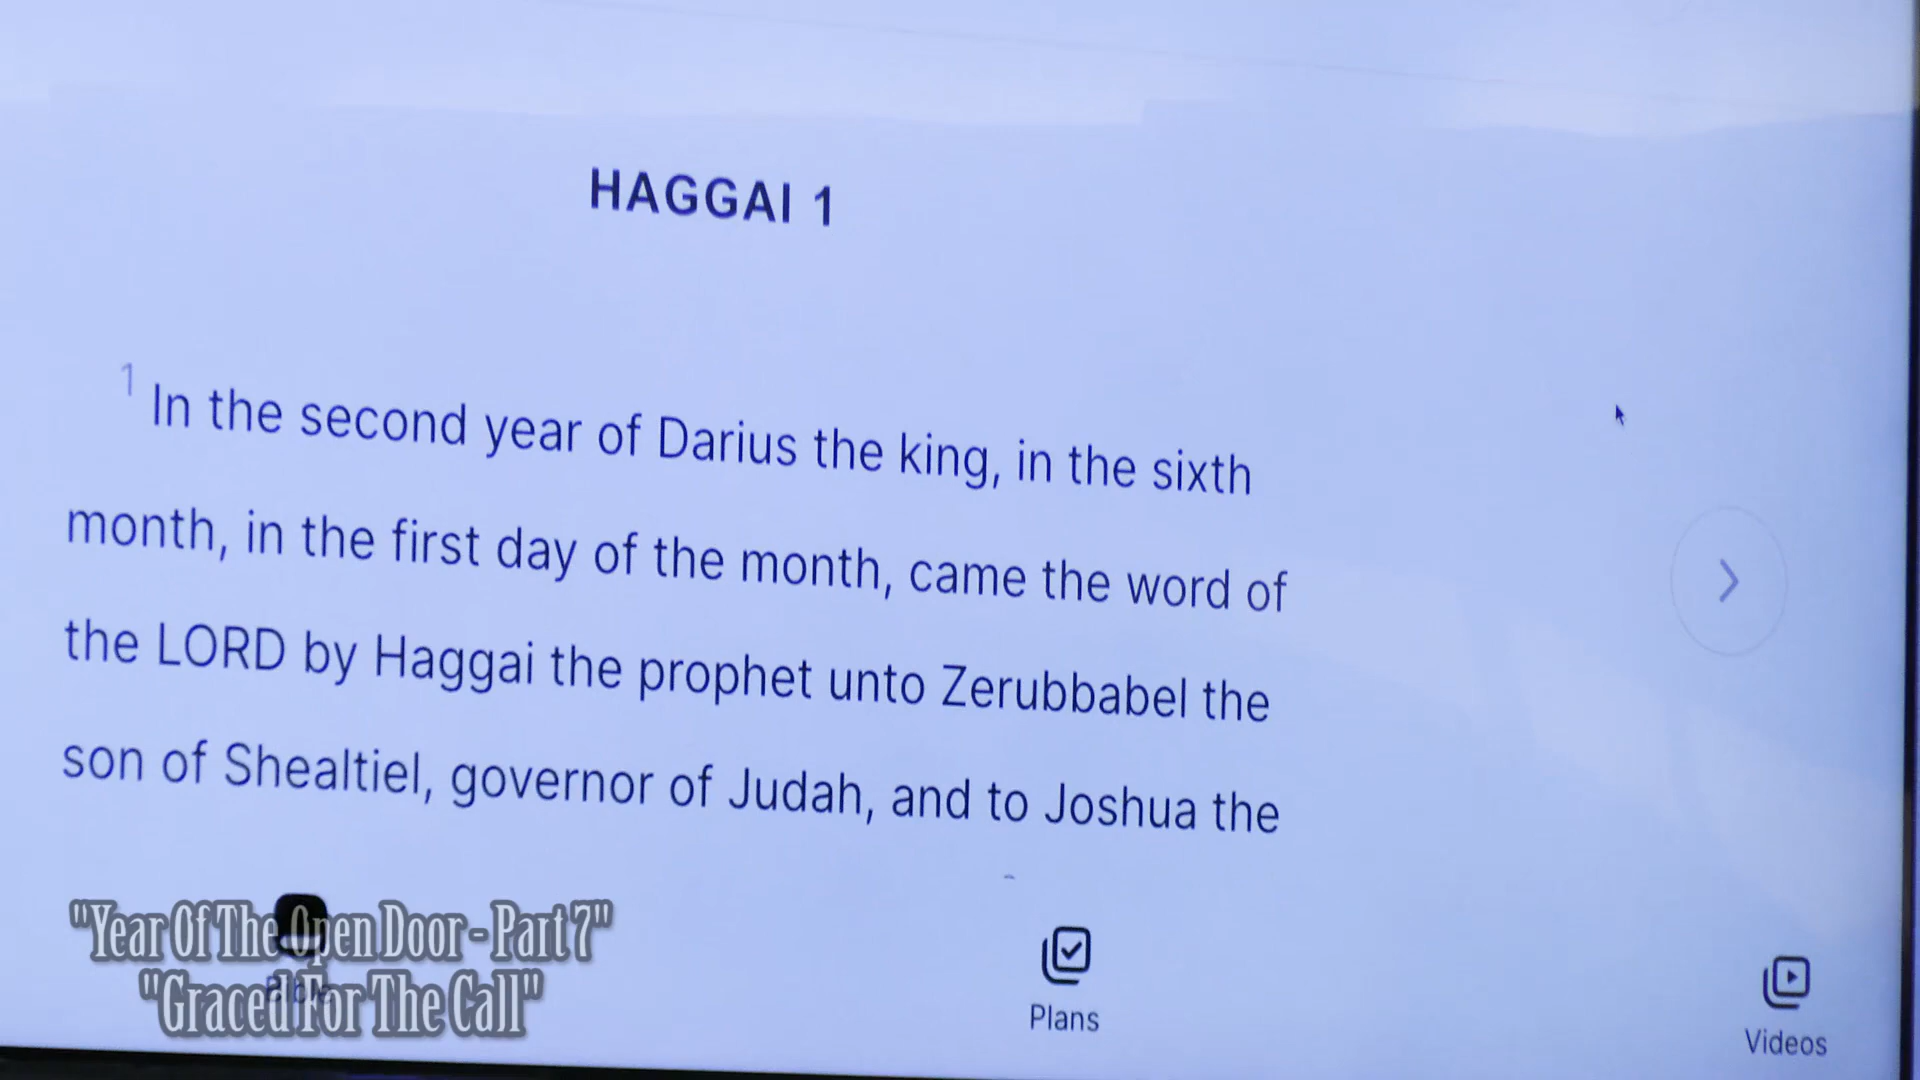 HAGGAI 1
1 In the second year of Darius the king, in the sixth
month, in the first day of the month, came the word of
the LORD by Haggai the prophet unto Zerubbabel the
son of Shealtiel, governor of Judah, and to Joshua the
"Year Of The Open Door - Part 7"
"Graced For The Call"
Bible
Plans
Videos